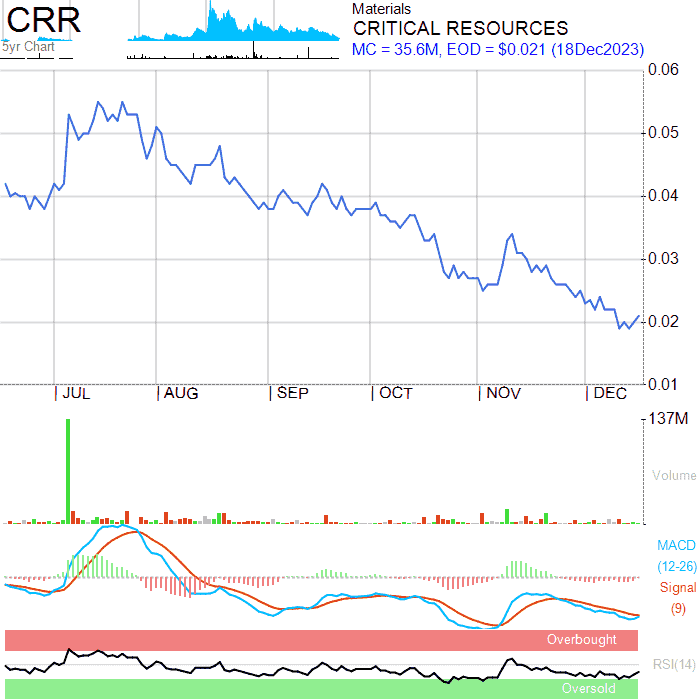 CRR
5yr Chart
Materials
CRITICAL RESOURCES
MC = 35.6M, EOD = $0.021 (18Dec2023)
0.06
0.05
0.04
0.03
0.02
0.01
JUL AUG SEP OCT NOV DEC
137M
Volume
MACD
(12-26)
Signal
(9)
Overbought
RSI(14)
Oversold